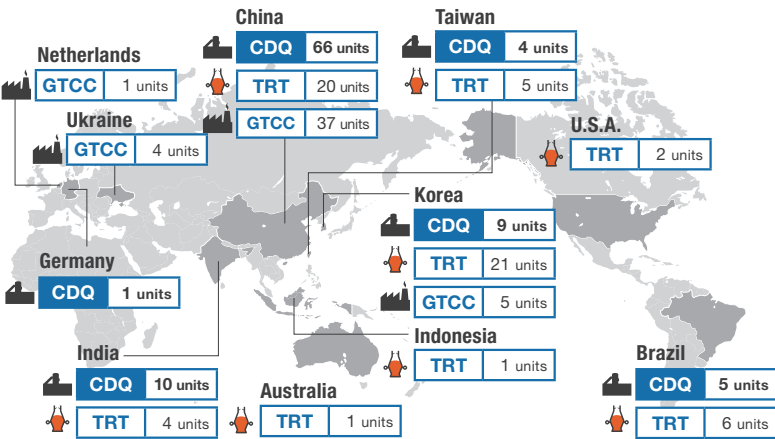 China
CDQ 66 units
TRT 20 units
GTCC 37 units
Taiwan
CDQ 4 units
TRT 5 units
Netherlands
GTCC 1 units
Ukraine
GTCC 4 units
U.S.A.
TRT 2 units
Korea
CDQ 9 units
TRT 21 units
GTCC 5 units
Germany
CDQ 1 units
Indonesia
TRT 1 units
India
CDQ 10 units
TRT 4 units
Australia
TRT 1 units
Brazil
CDQ 5 units
TRT 6 units